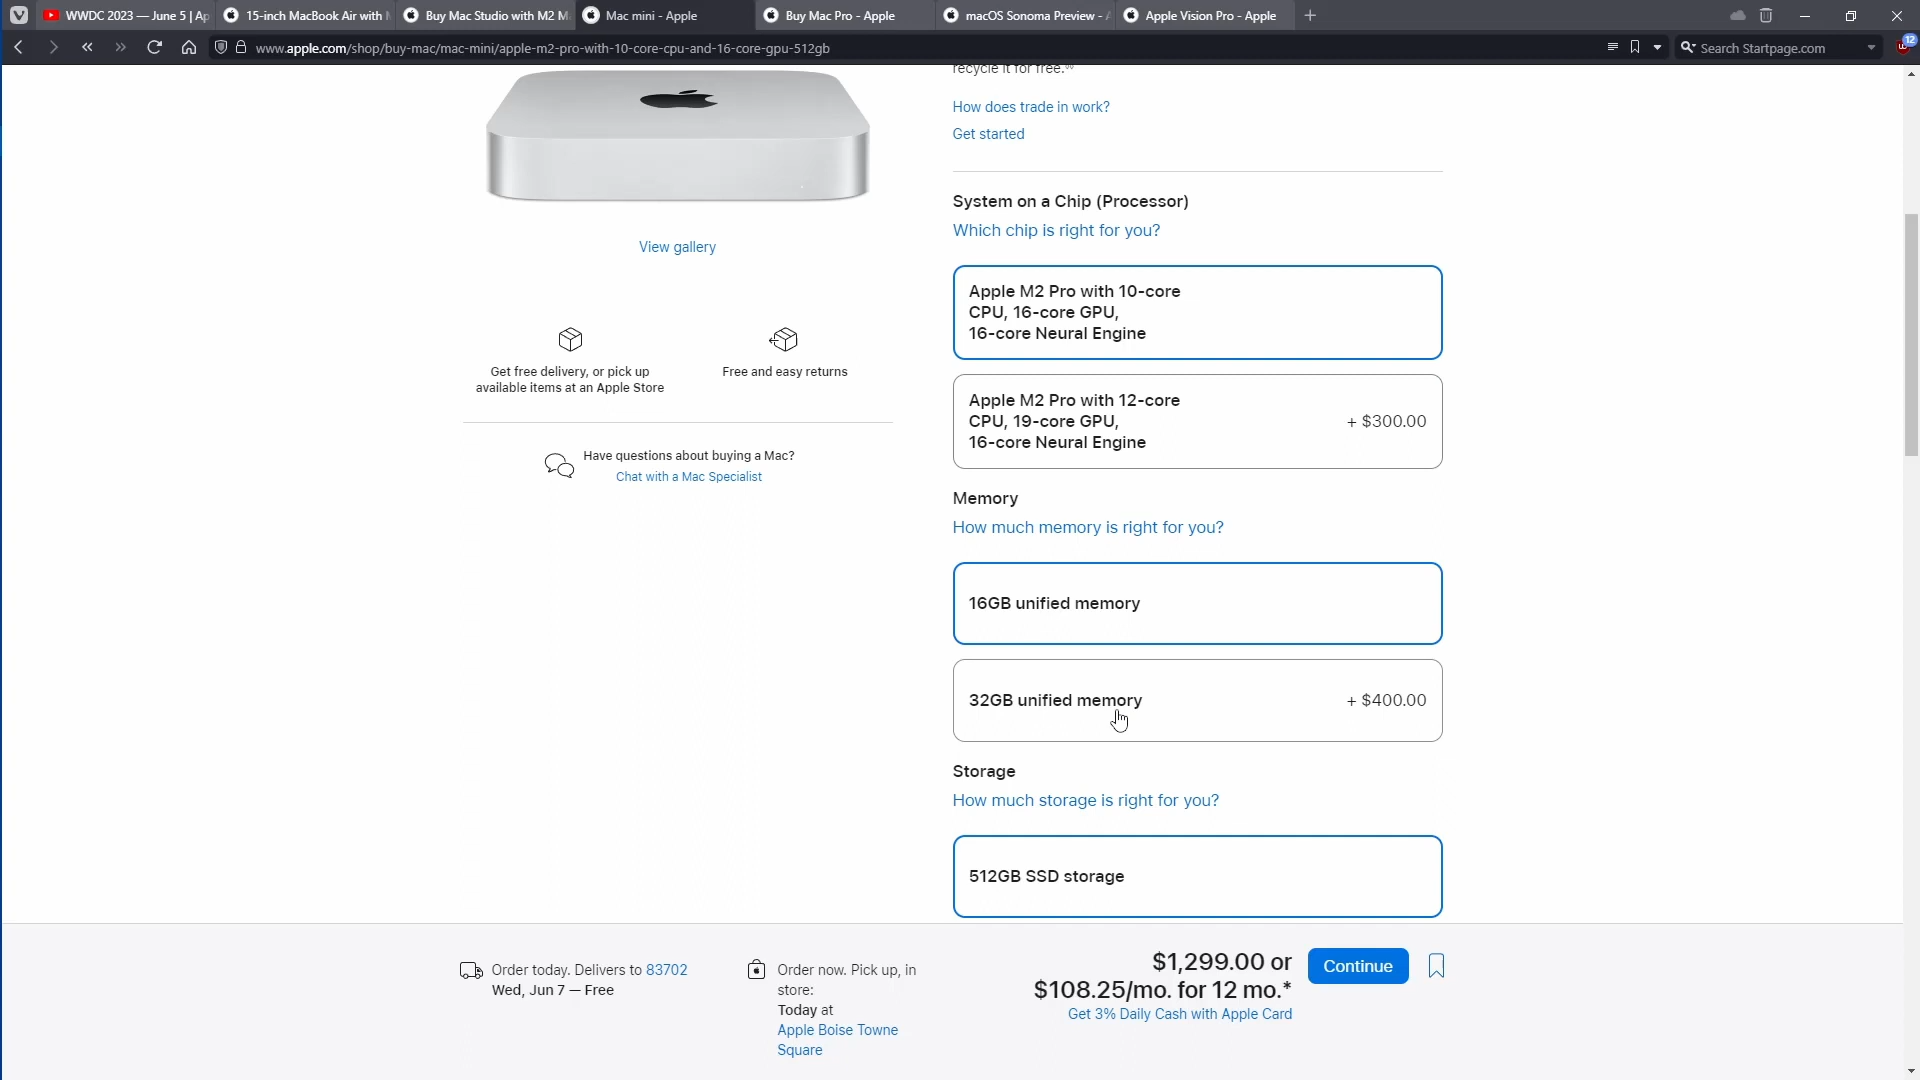 WWDC 2023 — June 5 | Ap
15-inch MacBook Air with
Buy Mac Studio with M2 M
Mac mini - Apple
Buy Mac Pro - Apple
macOS Sonoma Preview - A
Apple Vision Pro - Apple
www.apple.com/shop/buy-mac/mac-mini/apple-m2-pro-with-10-core-cpu-and-16-core-gpu-512gb
Search Startpage.com
12
recycle it for free.
How does trade in work?
Get started
View gallery
Get free delivery, or pick up
available items at an Apple Store
Free and easy returns
Have questions about buying a Mac?
Chat with a Mac Specialist
System on a Chip (Processor)
Which chip is right for you?
Apple M2 Pro with 10-core
CPU, 16-core GPU,
16-core Neural Engine
Apple M2 Pro with 12-core
CPU, 19-core GPU,
16-core Neural Engine
+ $300.00
Memory
How much memory is right for you?
16GB unified memory
32GB unified memory
+ $400.00
Storage
How much storage is right for you?
512GB SSD storage
Order today. Delivers to 83702
Wed, Jun 7 — Free
Order now. Pick up, in
store:
Today at
Apple Boise Towne
Square
$1,299.00 or
$108.25/mo. for 12 mo.*
Get 3% Daily Cash with Apple Card
Continue